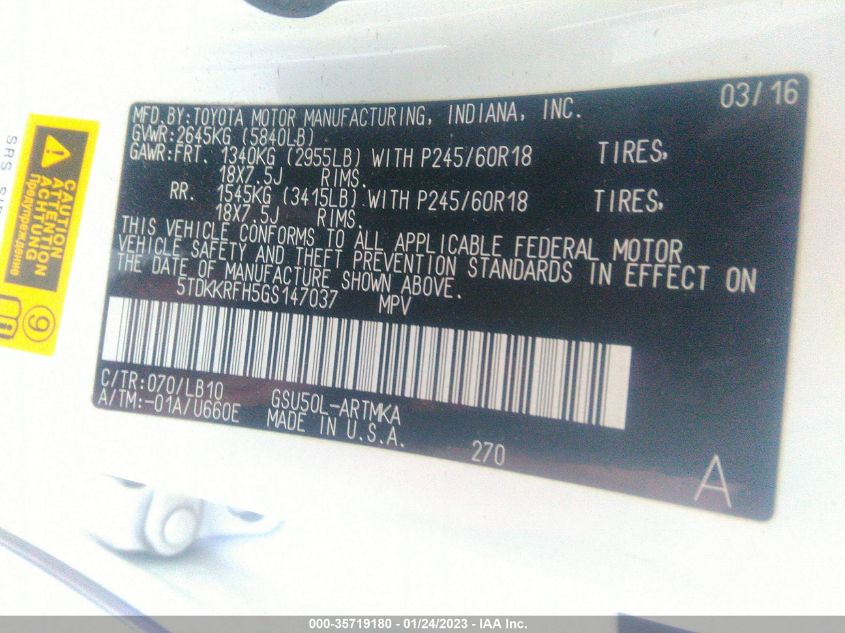 MFD.BY:TOYOTA MOTOR MANUFACTURING, INDIANA, INC. 03/16
GVWR:2645KG (5840LB)
GAWR:FRT. 1340KG (2955LB) WITH P245/60R18 TIRES,
18X7.5J RIMS.
RR. 1545KG (3415LB) WITH P245/60R18 TIRES,
18X7.5J RIMS.
THIS VEHICLE CONFORMS TO ALL APPLICABLE FEDERAL MOTOR
VEHICLE SAFETY AND THEFT PREVENTION STANDARDS IN EFFECT ON
THE DATE OF MANUFACTURE SHOWN ABOVE.
5TDKKRFH5GS147037 MPV
C/TR:070/LB10 GSU50L-ARTMKA
A/TM:-01A/U660E MADE IN U.S.A.
270
A
CAUTION
ATTENTION
ACHTUNG
Предупреждение
9
SRS
000-35719180 - 01/24/2023 - IAA Inc.